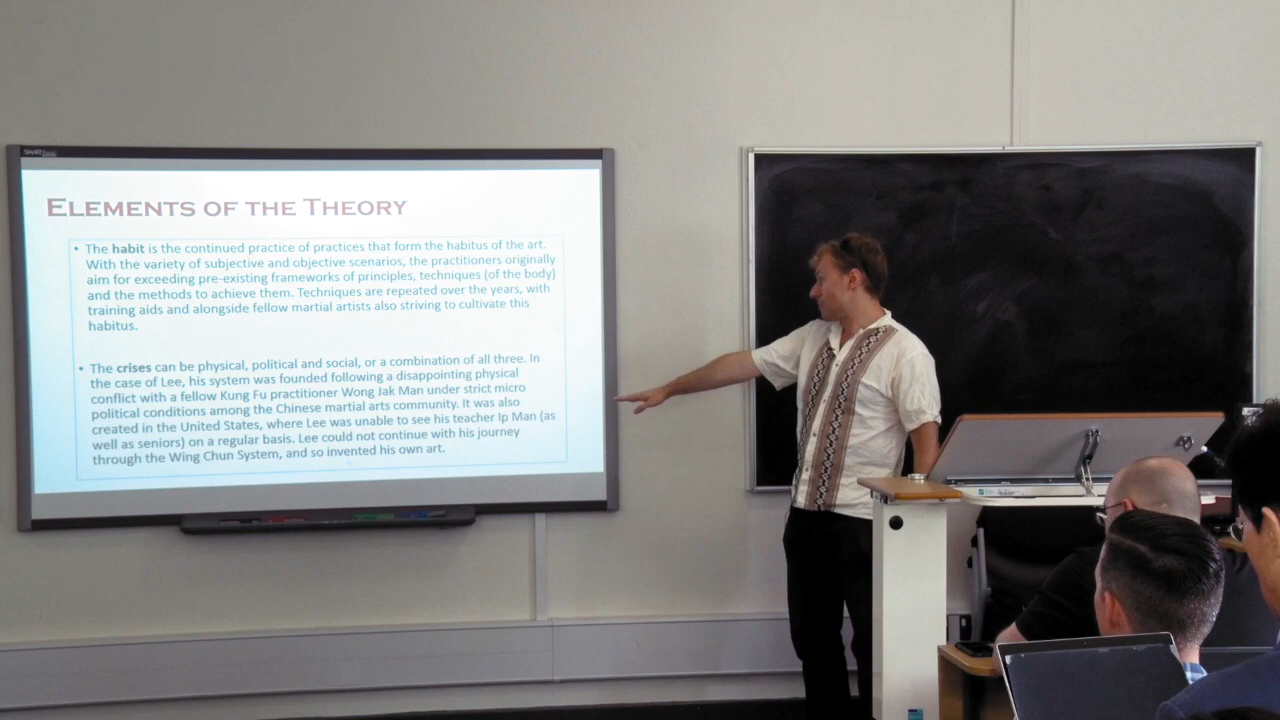 SMART
ELEMENTS OF THE THEORY
• The habit is the continued practice of practices that form the habitus of the art.
With the variety of subjective and objective scenarios, the practitioners originally
aim for exceeding pre-existing frameworks of principles, techniques (of the body)
and the methods to achieve them. Techniques are repeated over the years, with
training aids and alongside fellow martial artists also striving to cultivate this
habitus.
• The crises can be physical, political and social, or a combination of all three. In
the case of Lee, his system was founded following a disappointing physical
conflict with a fellow Kung Fu practitioner Wong Jak Man under strict micro
political conditions among the Chinese martial arts community. It was also
created in the United States, where Lee was unable to see his teacher Ip Man (as
well as seniors) on a regular basis. Lee could not continue with his journey
through the Wing Chun System, and so invented his own art.